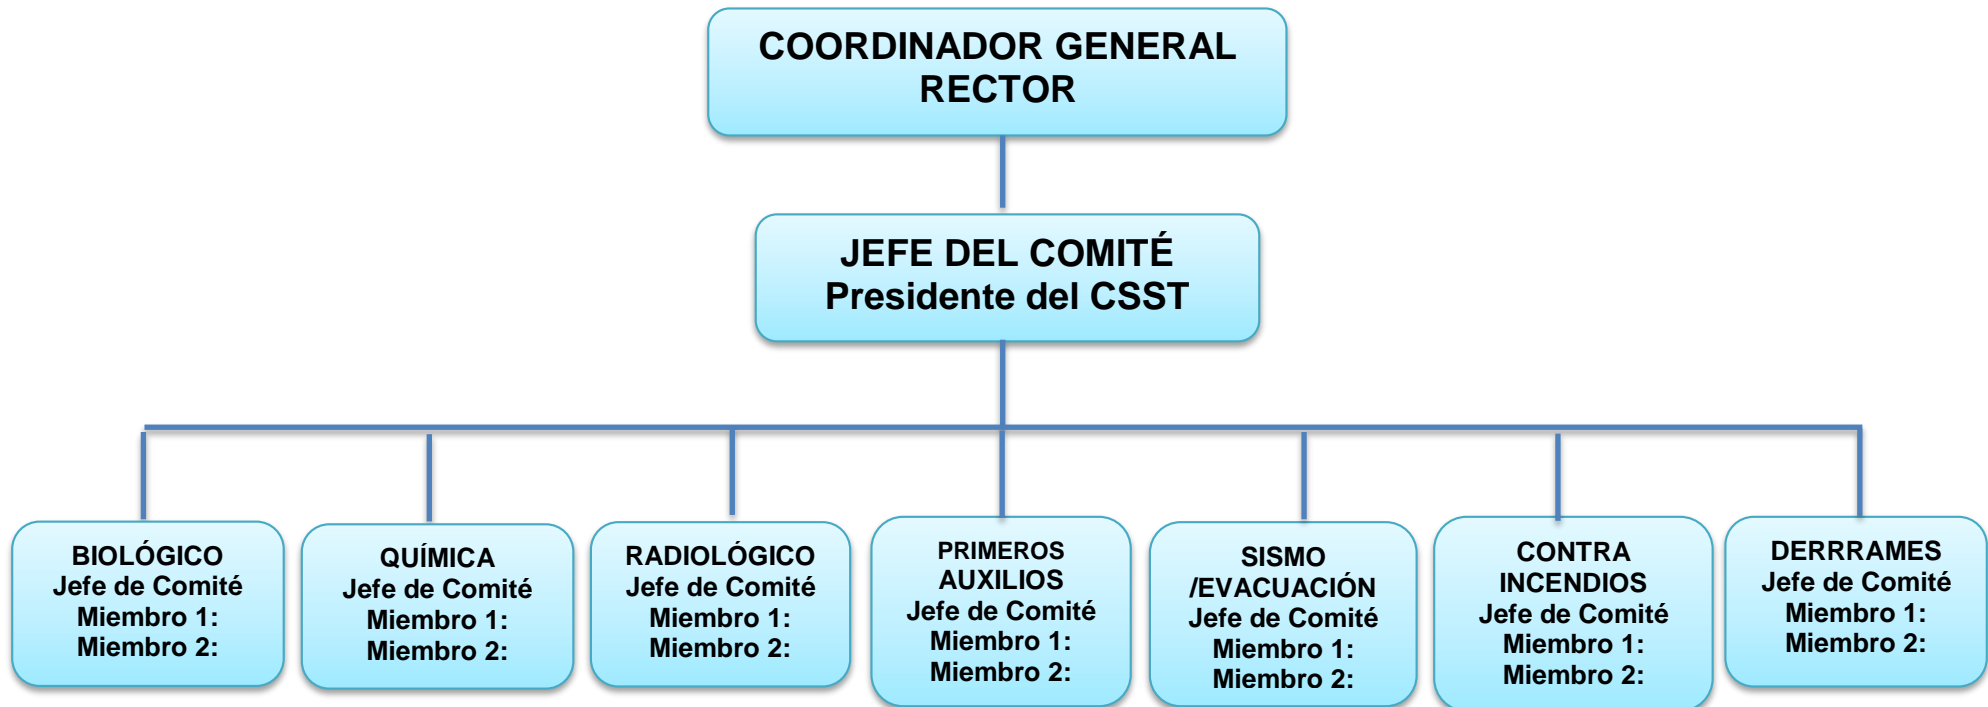 COORDINADOR GENERAL
RECTOR
JEFE DEL COMITÉ
Presidente del CSST
BIOLÓGICO
Jefe de Comité
Miembro 1:
Miembro 2:
QUÍMICA
Jefe de Comité
Miembro 1:
Miembro 2:
RADIOLÓGICO
Jefe de Comité
Miembro 1:
Miembro 2:
PRIMEROS
AUXILIOS
Jefe de Comité
Miembro 1:
Miembro 2:
SISMO
/EVACUACIÓN
Jefe de Comité
Miembro 1:
Miembro 2:
CONTRA
INCENDIOS
Jefe de Comité
Miembro 1:
Miembro 2:
DERRRAMES
Jefe de Comité
Miembro 1:
Miembro 2: